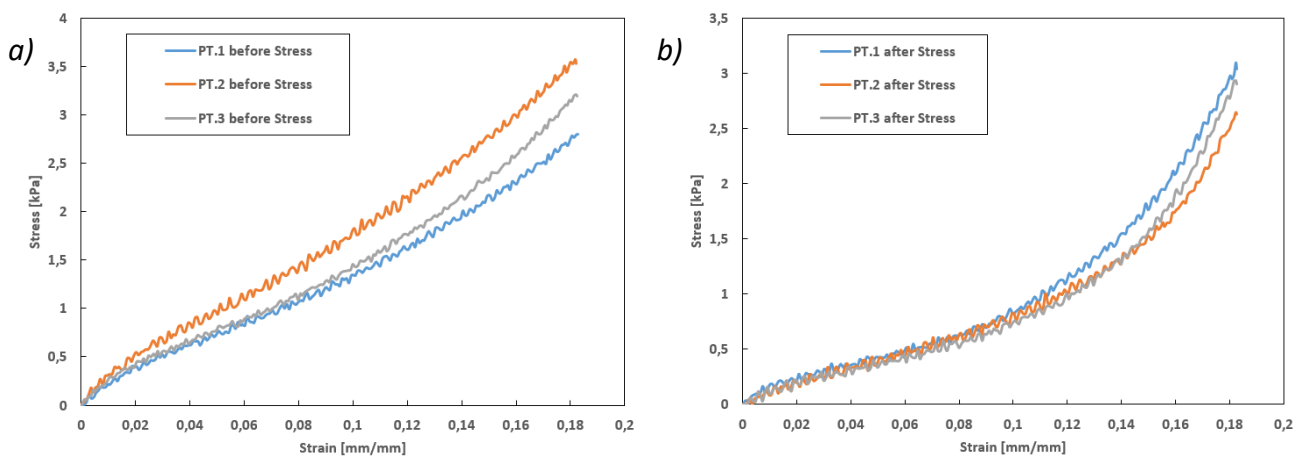 a)
4
3,5
3
2,5
2
1,5
1
0,5
0
Stress [kPa]
PT.1 before Stress
PT.2 before Stress
PT.3 before Stress
0 0,02 0,04 0,06 0,08 0,1 0,12 0,14 0,16 0,18 0,2
Strain [mm/mm]
b)
3,5
3
2,5
2
1,5
1
0,5
0
Stress [kPa]
PT.1 after Stress
PT.2 after Stress
PT.3 after Stress
0 0,02 0,04 0,06 0,08 0,1 0,12 0,14 0,16 0,18 0,2
Strain [mm/mm]